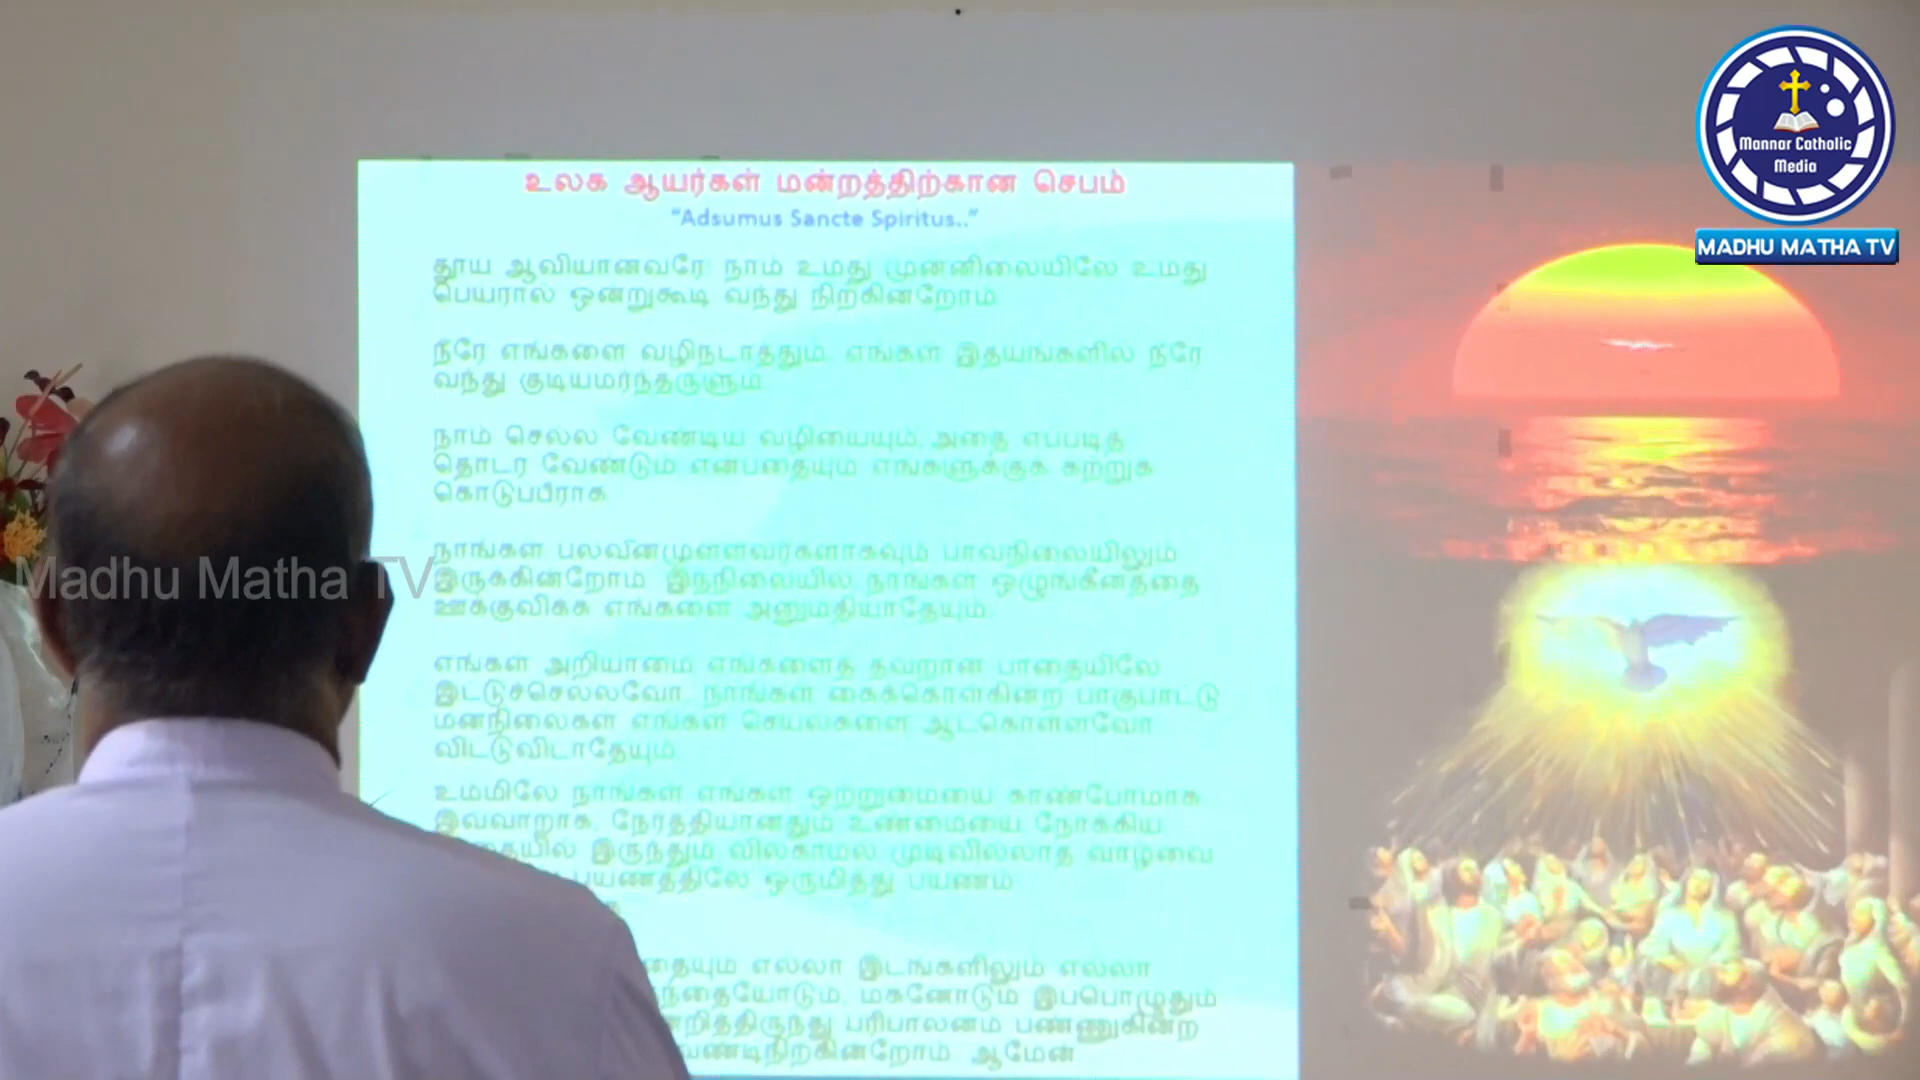 Mannar Catholic
Media
MADHU MATHA TV
உலக ஆயர்கள் மன்றத்திற்கான செபம்
“Adsumus Sancte Spiritus..”
தூய ஆவியானவரே நாம் உமது முன்னிலையிலே உமது
பெயரால் ஒன்றுகூடி வந்து நிற்கின்றோம்
நீரே எங்களை வழிநடாத்தும். எங்கள் இதயங்களில் நீரே
வந்து குடியமர்ந்தருளும்
நாம் செல்ல வேண்டிய வழியையும், அதை எப்படித்
தொடர வேண்டும் என்பதையும் எங்களுக்குக் கற்றுக்
கொடுப்பீராக
நாங்கள் பலவீனமுள்ளவர்களாகவும் பாவநிலையிலும்
இருக்கின்றோம் இந்நிலையில் நாங்கள் ஒழுங்கீனத்தை
ஊக்குவிக்க எங்களை அனுமதியாதேயும்
எங்கள் அறியாமை எங்களைத் தவறான பாதையிலே
இட்டுச்செல்லவோ, நாங்கள் கைக்கொள்கின்ற பாகுபாட்டு
மனநிலைகள் எங்கள் செயல்களை ஆட்கொள்ளவோ
விட்டுவிடாதேயும்.
உம்மிலே நாங்கள் எங்கள் ஒற்றுமையை காண்போமாக
இவ்வாறாக, நேர்த்தியானதும் உண்மையை நோக்கிய
இருந்தும் விலகாமல் முடிவில்லாத வாழ்வை
பயணத்திலே ஒருமித்து பயணம்
எல்லா இடங்களிலும் எல்லா
மகனோடும் இப்பொழுதும்
பரிபாலனம் பண்ணுகின்ற
ஆமேன்
Madhu Matha TV